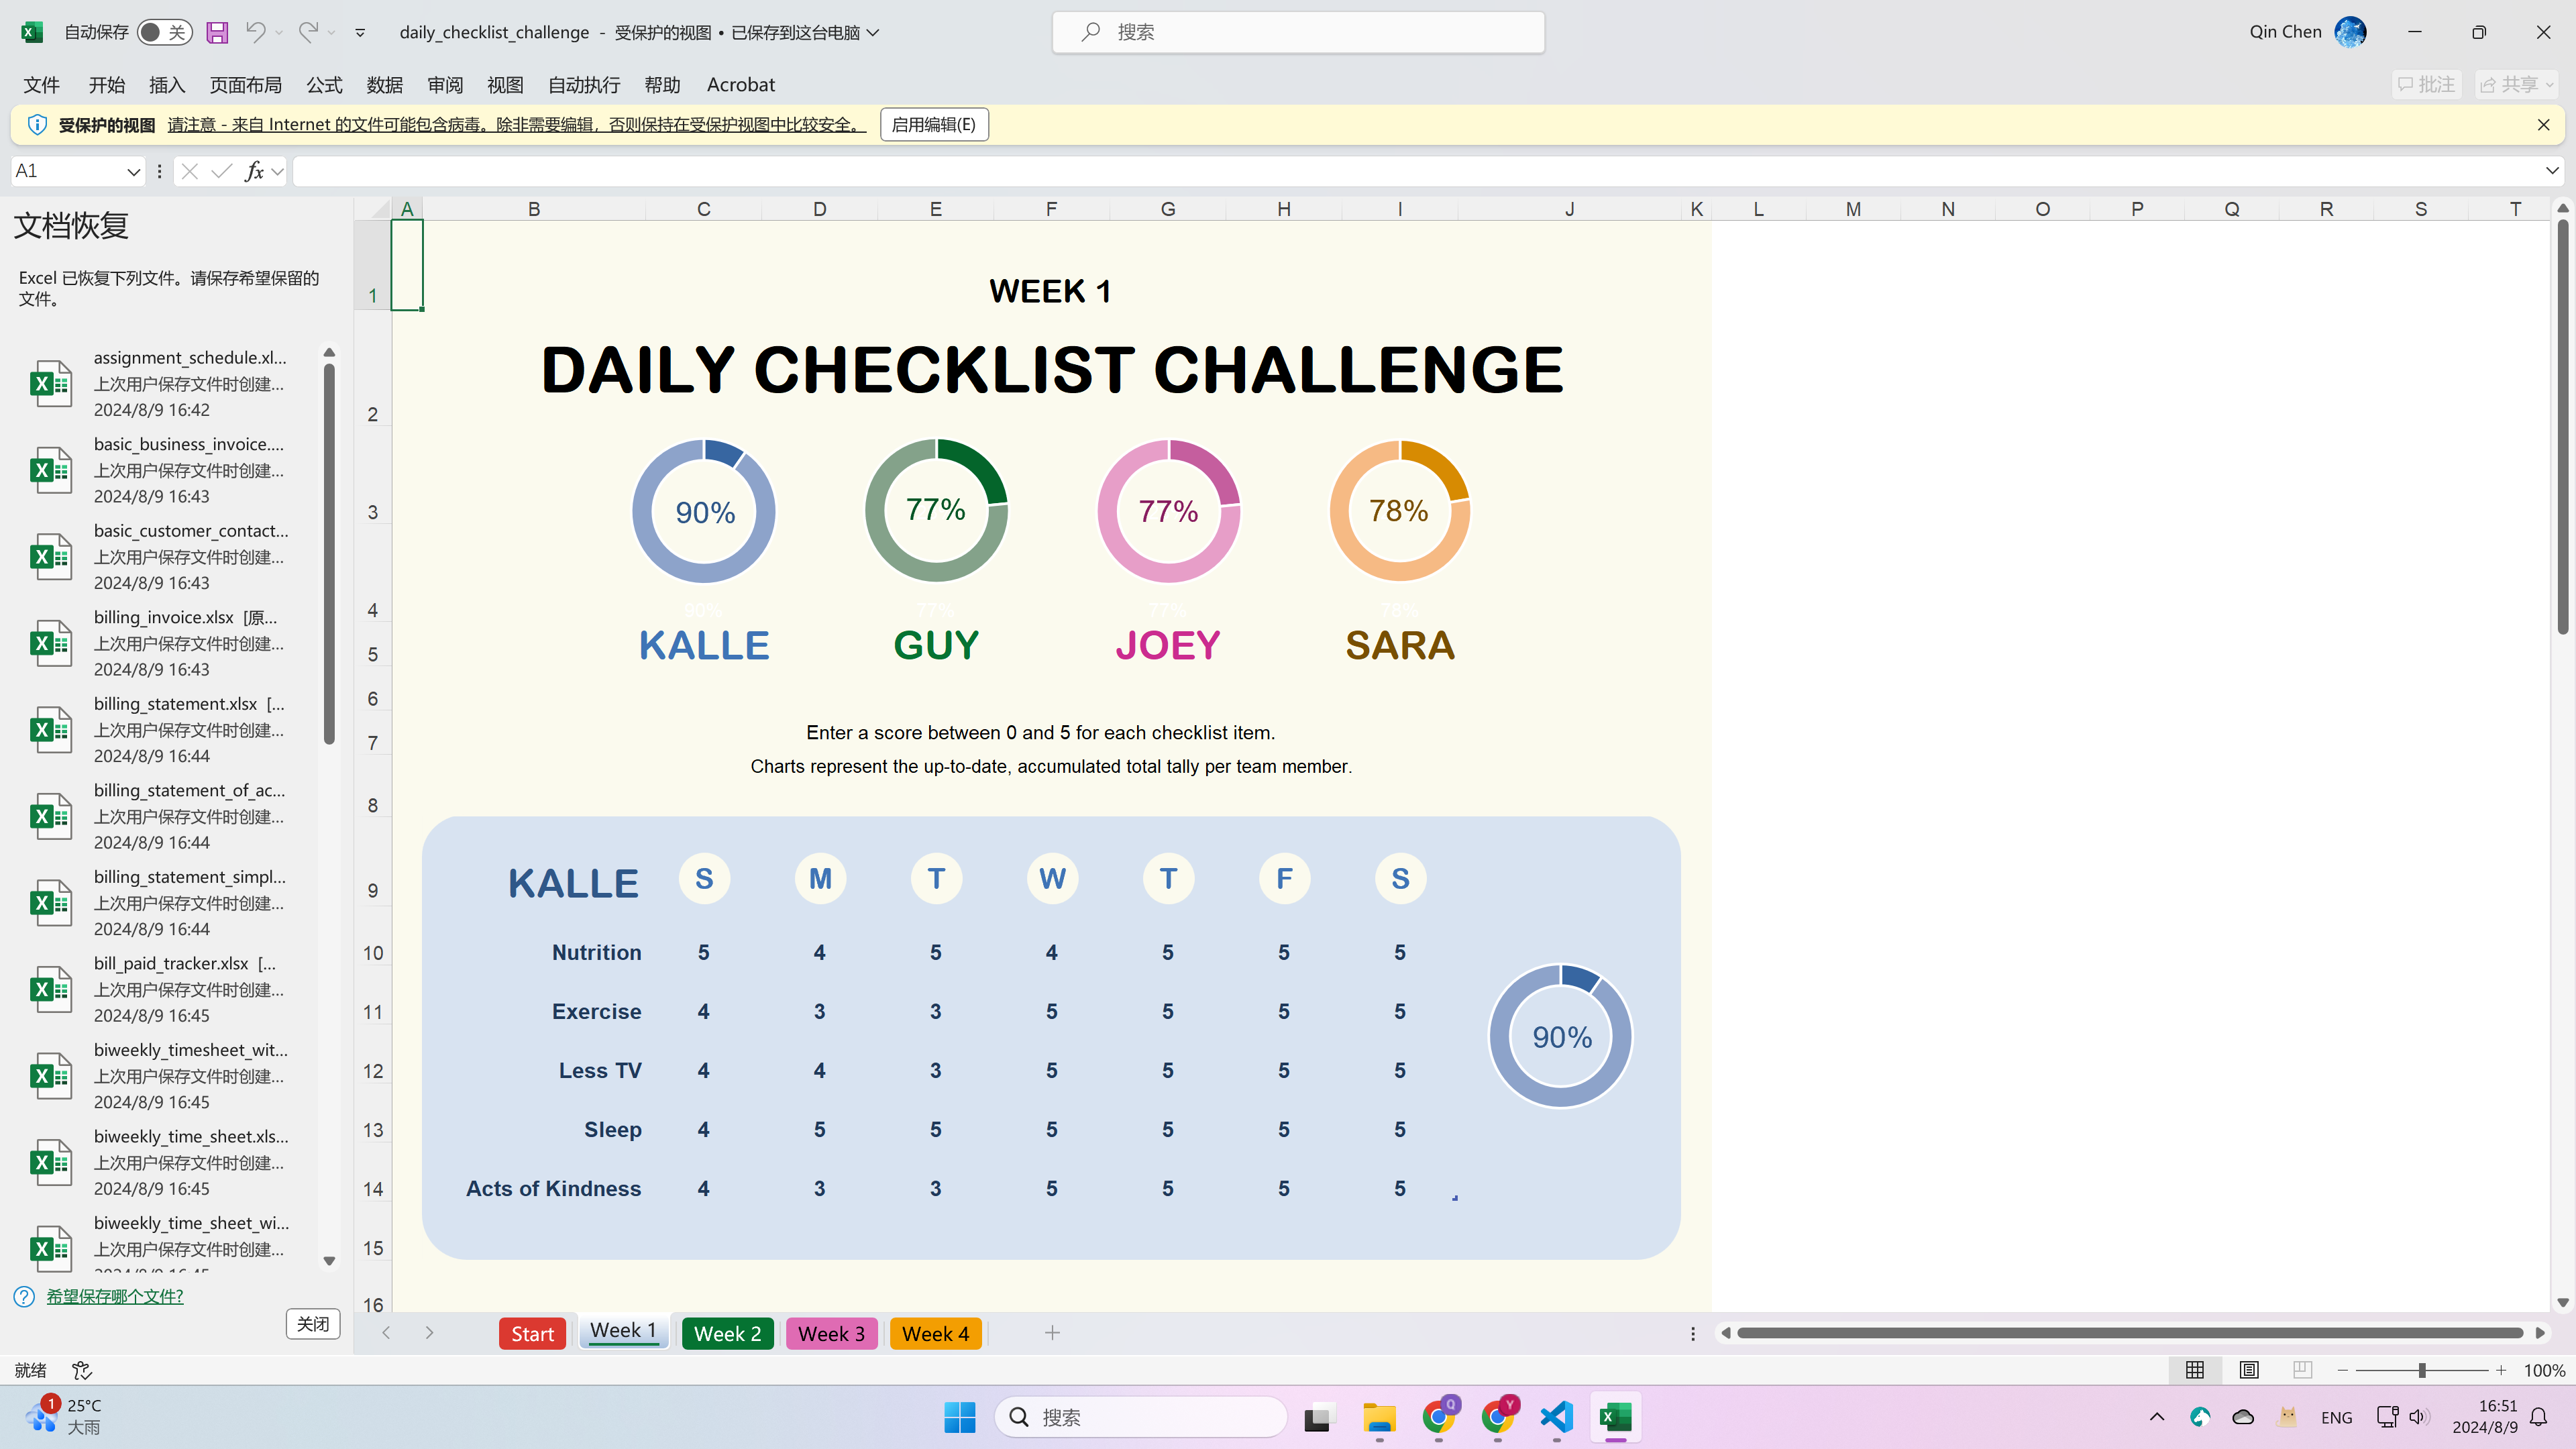 自动保存 关 daily_checklist_challenge - 受保护的视图 • 已保存到这台电脑 搜索 Qin Chen
文件 开始 插入 页面布局 公式 数据 审阅 视图 自动执行 帮助 Acrobat 批注 共享
受保护的视图 请注意 - 来自 Internet 的文件可能包含病毒。除非需要编辑，否则保持在受保护视图中比较安全。 启用编辑(E)
A1 fx
文档恢复
Excel 已恢复下列文件。请保存希望保留的
文件。
assignment_schedule.xl...
上次用户保存文件时创建...
2024/8/9 16:42
basic_business_invoice....
上次用户保存文件时创建...
2024/8/9 16:43
basic_customer_contact...
上次用户保存文件时创建...
2024/8/9 16:43
billing_invoice.xlsx [原...
上次用户保存文件时创建...
2024/8/9 16:43
billing_statement.xlsx [...
上次用户保存文件时创建...
2024/8/9 16:44
billing_statement_of_ac...
上次用户保存文件时创建...
2024/8/9 16:44
billing_statement_simpl...
上次用户保存文件时创建...
2024/8/9 16:44
bill_paid_tracker.xlsx [...
上次用户保存文件时创建...
2024/8/9 16:45
biweekly_timesheet_wit...
上次用户保存文件时创建...
2024/8/9 16:45
biweekly_time_sheet.xls...
上次用户保存文件时创建...
2024/8/9 16:45
biweekly_time_sheet_wi...
上次用户保存文件时创建...
2024/8/9 16:45
希望保存哪个文件?
关闭
A B C D E F G H I J K L M N O P Q R S T
1
2
3
4
5
6
7
8
9
10
11
12
13
14
15
16
WEEK 1
DAILY CHECKLIST CHALLENGE
90% 77% 77% 78%
90% 77% 77% 78%
KALLE GUY JOEY SARA
Enter a score between 0 and 5 for each checklist item.
Charts represent the up-to-date, accumulated total tally per team member.
KALLE S M T W T F S
Nutrition 5 4 5 4 5 5 5
Exercise 4 3 3 5 5 5 5
Less TV 4 4 3 5 5 5 5
Sleep 4 5 5 5 5 5 5
Acts of Kindness 4 3 3 5 5 5 5
90%
Start Week 1 Week 2 Week 3 Week 4
就绪 100%
1 25°C
大雨
搜索
Q Y
ENG
16:51
2024/8/9